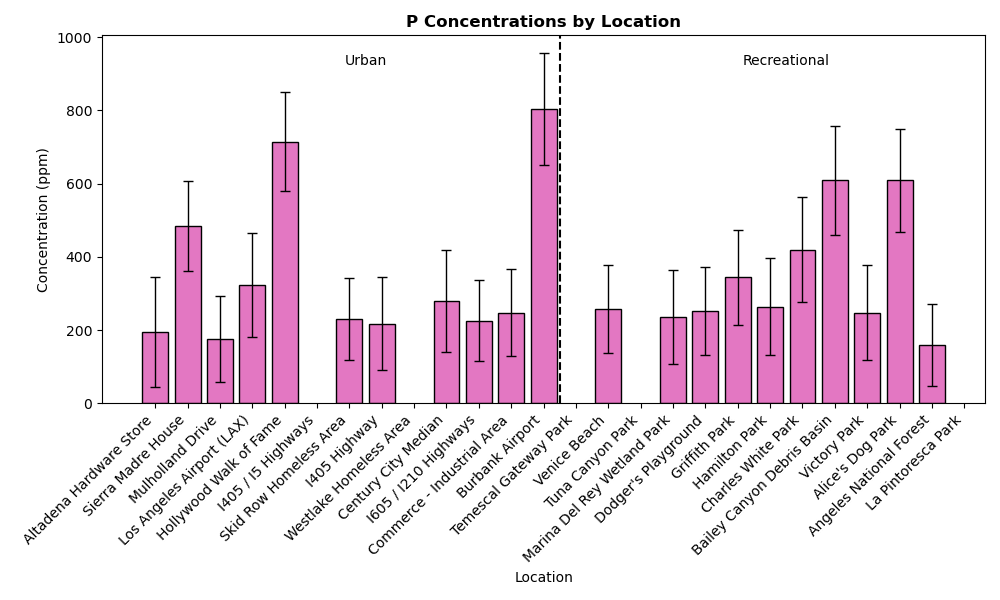 P Concentrations by Location
Urban
Recreational
Concentration (ppm)
1000
800
600
400
200
0
Altadena Hardware Store
Sierra Madre House
Mulholland Drive
Los Angeles Airport (LAX)
Hollywood Walk of Fame
I405 / I5 Highways
Skid Row Homeless Area
I405 Highway
Westlake Homeless Area
Century City Median
I605 / I210 Highways
Commerce - Industrial Area
Burbank Airport
Temescal Gateway Park
Venice Beach
Tuna Canyon Park
Marina Del Rey Wetland Park
Dodger's Playground
Griffith Park
Hamilton Park
Charles White Park
Bailey Canyon Debris Basin
Victory Park
Alice's Dog Park
Angeles National Forest
La Pintoresca Park
Location